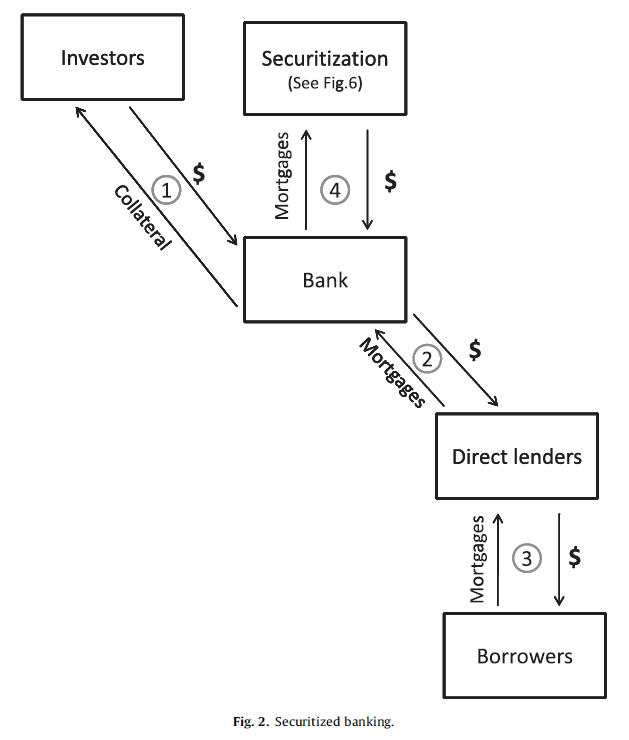 Investors
Securitization
(See Fig.6)
Mortgages
4
$
1
$
Collateral
Bank
Mortgages
2
$
Direct lenders
Mortgages
3
$
Borrowers
Fig. 2. Securitized banking.